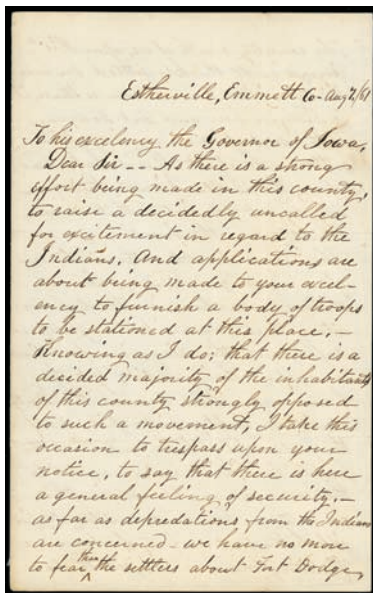 Estherville, Emmett Co- Aug 7, /61
To his excelency the Governor of Iowa,
Dear Sir -- As there is a strong
effort being made in this county,
to raise a decidedly uncalled
for excitement in regard to the
Indians, And applications are
about being made to your excel-
ency to furnish a body of troops
to be stationed at this place, -
Knowing as I do; that there is a
decided majority of the inhabitants
of this county strongly opposed
to such a movement, I take this
occasion to trespass upon your
notice, to say that there is here
a general feeling of security, -
as far as depredations from the Indians
are concerned - we have no more
to fear than the settlers about Fort Dodge,